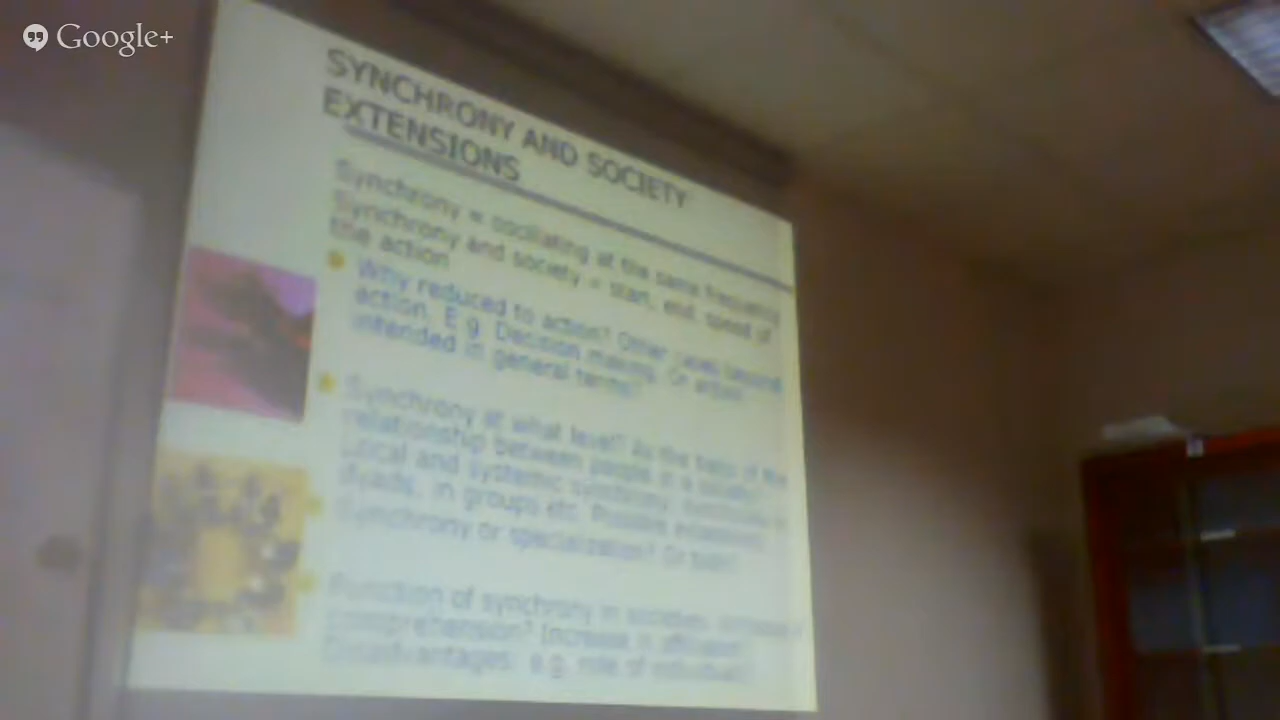 Google+
SYNCHRONY AND SOCIETY
EXTENSIONS
Synchrony = oscillating at the same frequency
Synchrony and society = start, end, speed of
the action
Why reduced to action? Other cases beyond
action. E.g. Decision making. Or action
intended in general terms?
Synchrony at what level? As the basis of the
relationship between people in a society
Local and systemic synchrony.
dyads, in groups etc. Possible extensions
Synchrony or specialization? Or both?
Function of synchrony in societies:
comprehension? Increase in affiliation?
Disadvantages: e.g. role of individual?